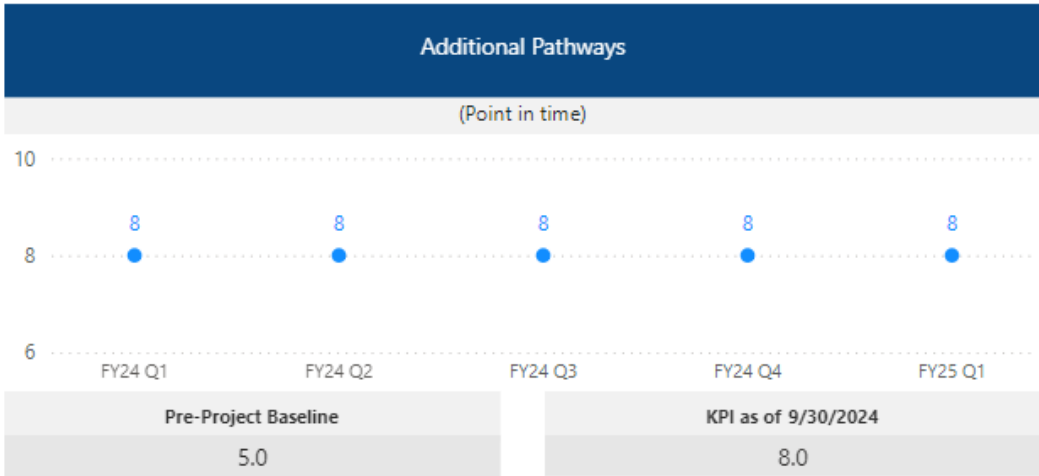 Additional Pathways
(Point in time)
10
8 8 8 8 8
8
6
FY24 Q1 FY24 Q2 FY24 Q3 FY24 Q4 FY25 Q1
Pre-Project Baseline KPI as of 9/30/2024
5.0 8.0